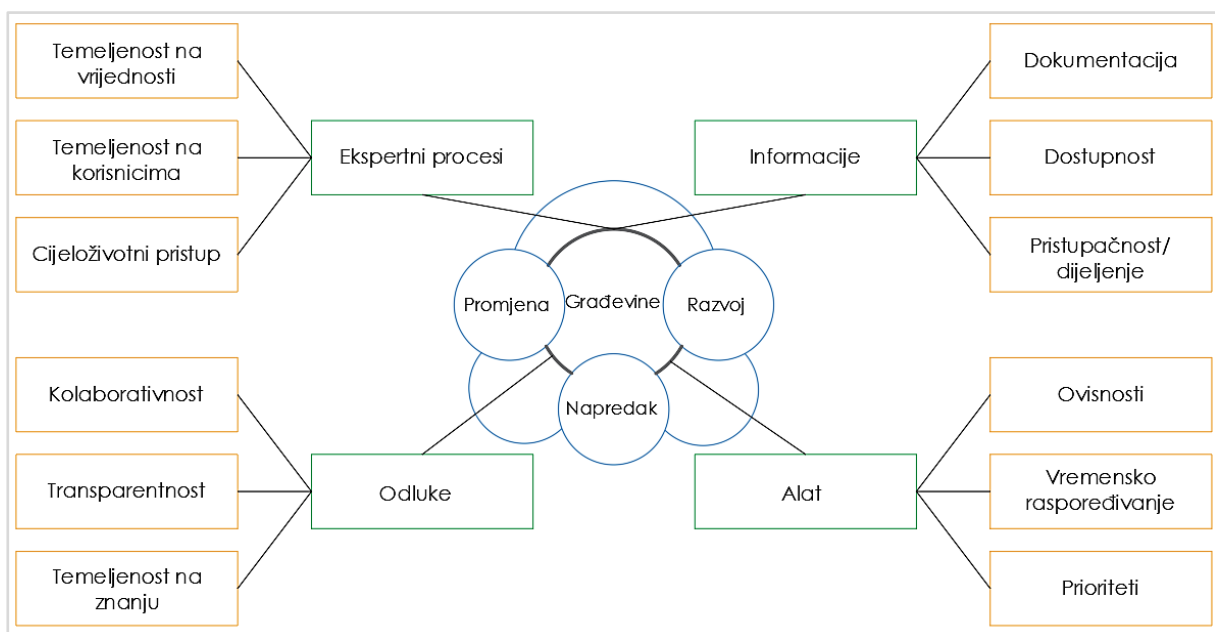 Temeljenost na
vrijednosti
Temeljenost na
korisnicima
Cijeloživotni pristup
Ekspertni procesi
Informacije
Dokumentacija
Dostupnost
Pristupačnost/
dijeljenje
Promjena
Građevine
Razvoj
Napredak
Kolaborativnost
Transparentnost
Temeljenost na
znanju
Odluke
Alat
Ovisnosti
Vremensko
raspoređivanje
Prioriteti